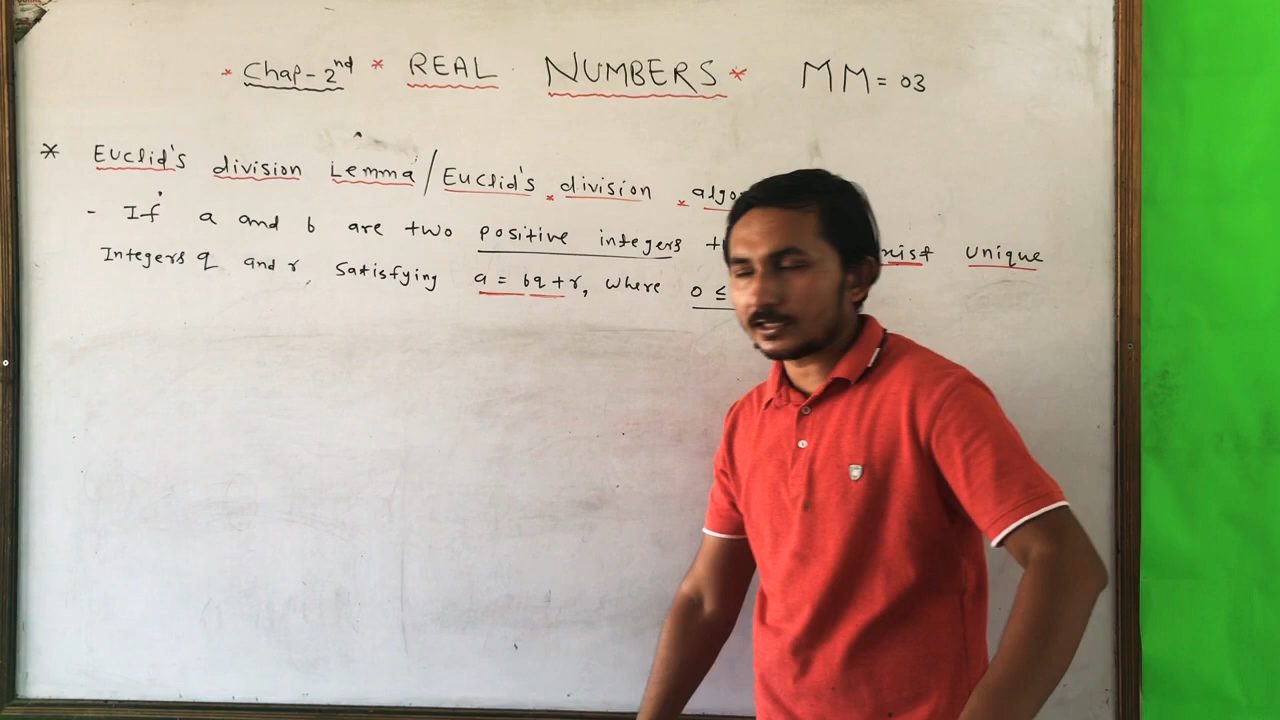 * Chap-2nd * REAL NUMBERS * MM = 03
* Euclid's division Lemma / Euclid's division
- If a and b are two positive integers unique
Integers q and r satisfying a = bq + r, where 0 ≤